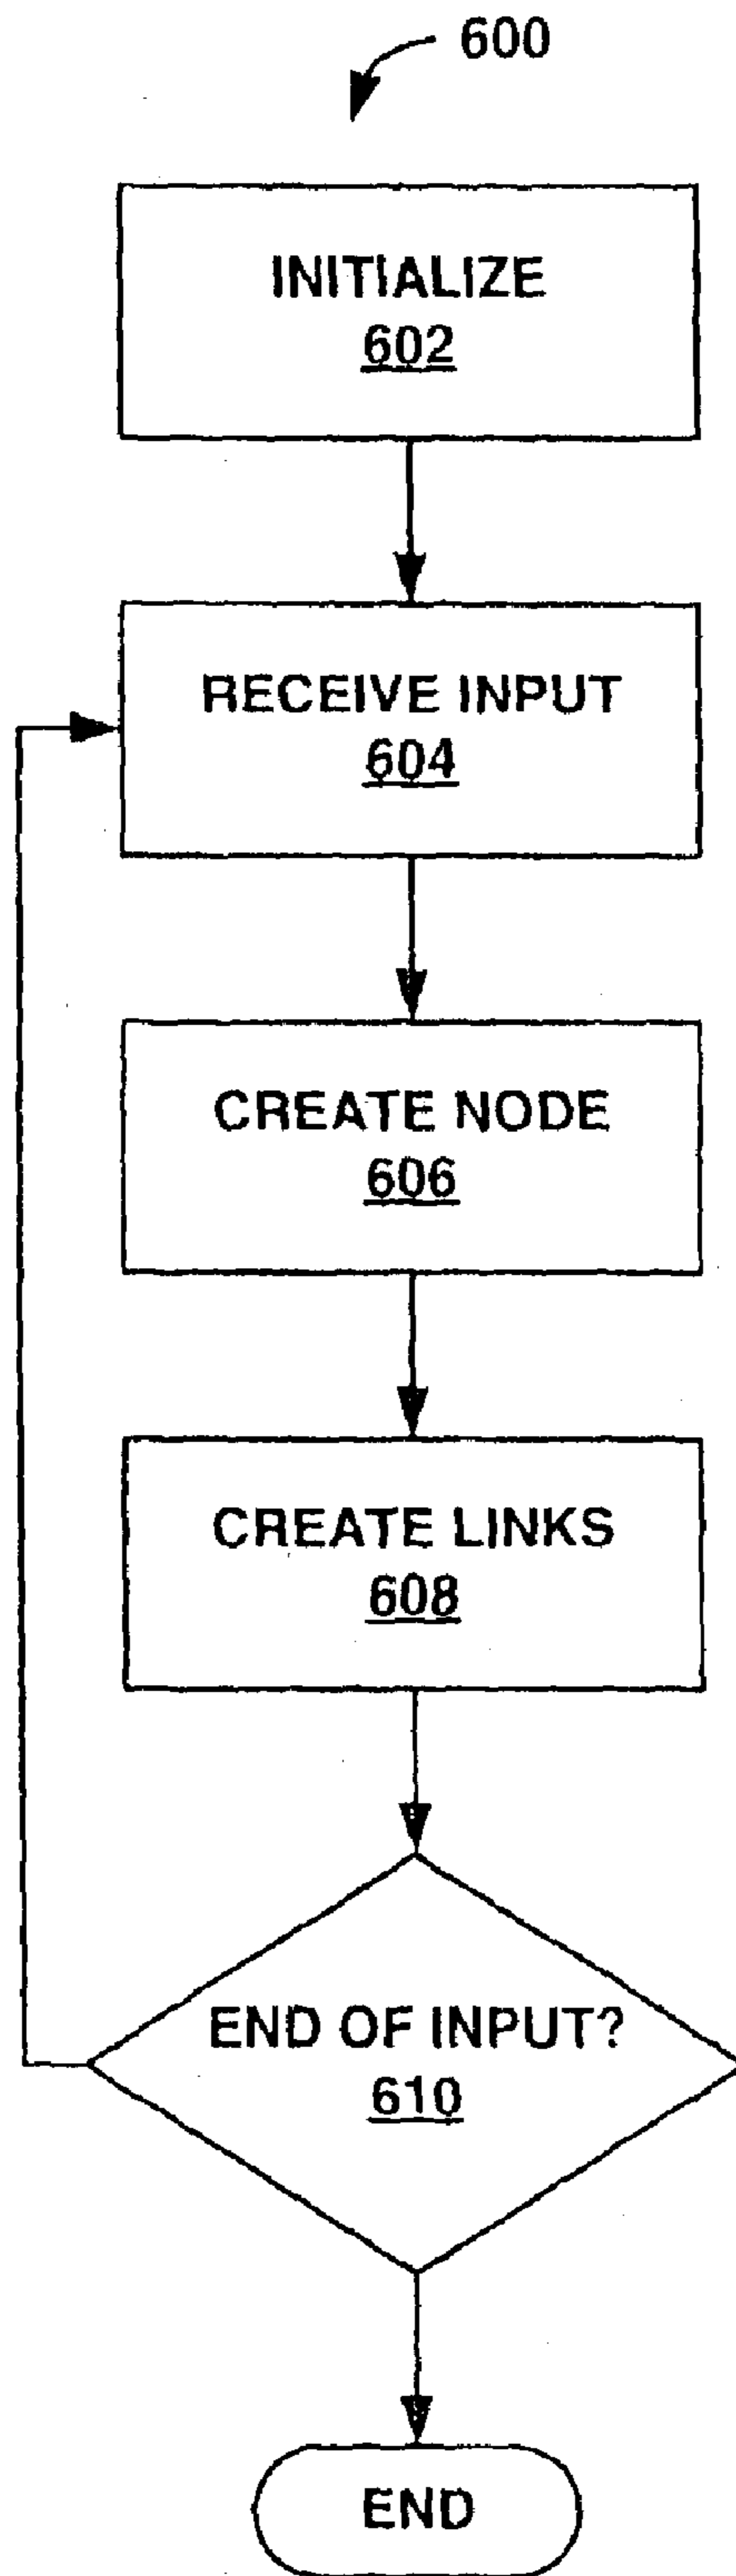 600
INITIALIZE
602
RECEIVE INPUT
604
CREATE NODE
606
CREATE LINKS
608
END OF INPUT?
610
END